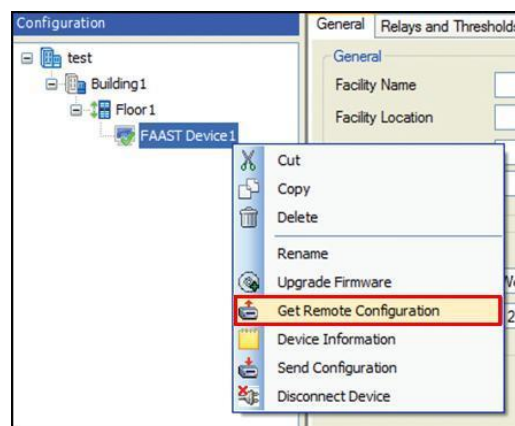 Configuration
test
Building1
Floor1
FAAST Device1
General
Relays and Thresholds
General
Facility Name
Facility Location
Cut
Copy
Delete
Rename
Upgrade Firmware
Get Remote Configuration
Device Information
Send Configuration
Disconnect Device
2